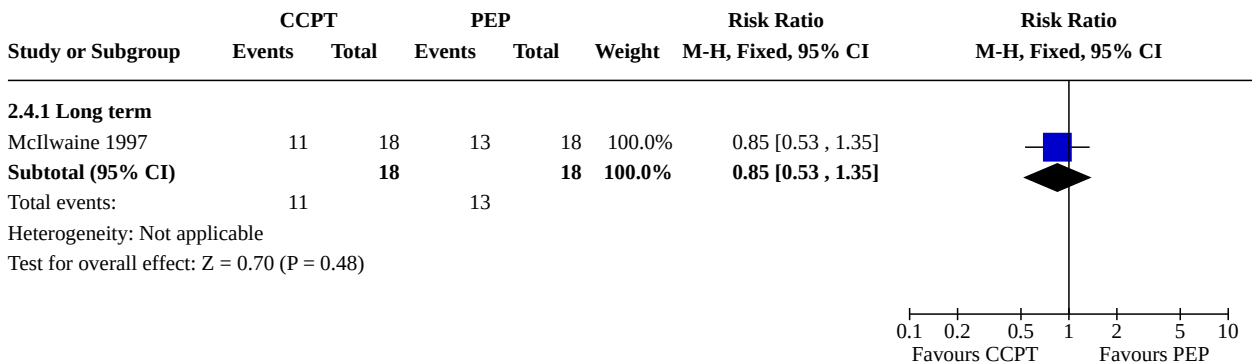 CCPT PEP Risk Ratio Risk Ratio
Study or Subgroup Events Total Events Total Weight M-H, Fixed, 95% CI M-H, Fixed, 95% CI
2.4.1 Long term
McIlwaine 1997 11 18 13 18 100.0% 0.85 [0.53 , 1.35]
Subtotal (95% CI) 18 18 100.0% 0.85 [0.53 , 1.35]
Total events: 11 13
Heterogeneity: Not applicable
Test for overall effect: Z = 0.70 (P = 0.48)
0.1 0.2 0.5 1 2 5 10
Favours CCPT Favours PEP